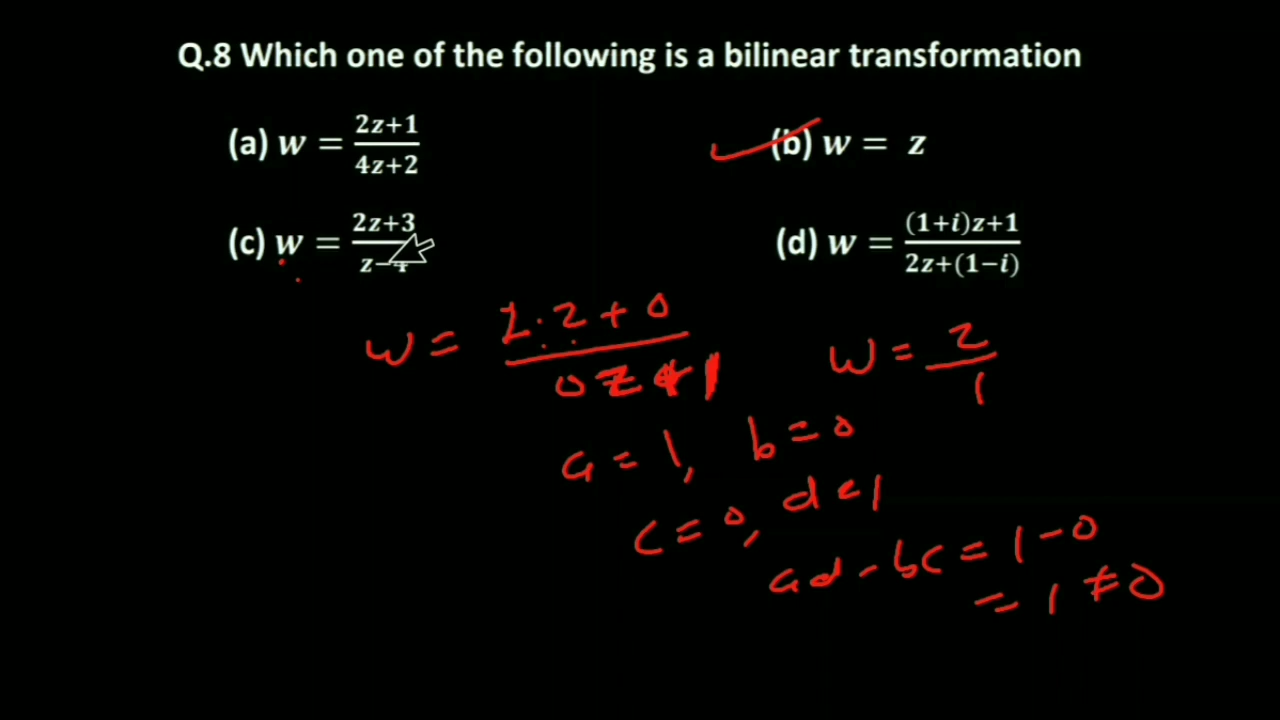 Q.8 Which one of the following is a bilinear transformation
(a) w = (2z+1)/(4z+2)
(b) w = z
(c) w = (2z+3)/(z−4)
(d) w = ((1+i)z+1)/(2z+(1−i))
w = (1·z+0)/(0z+1)
w = z/1
a = 1, b = 0
c = 0, d = 1
ad - bc = 1 - 0
= 1 ≠ 0